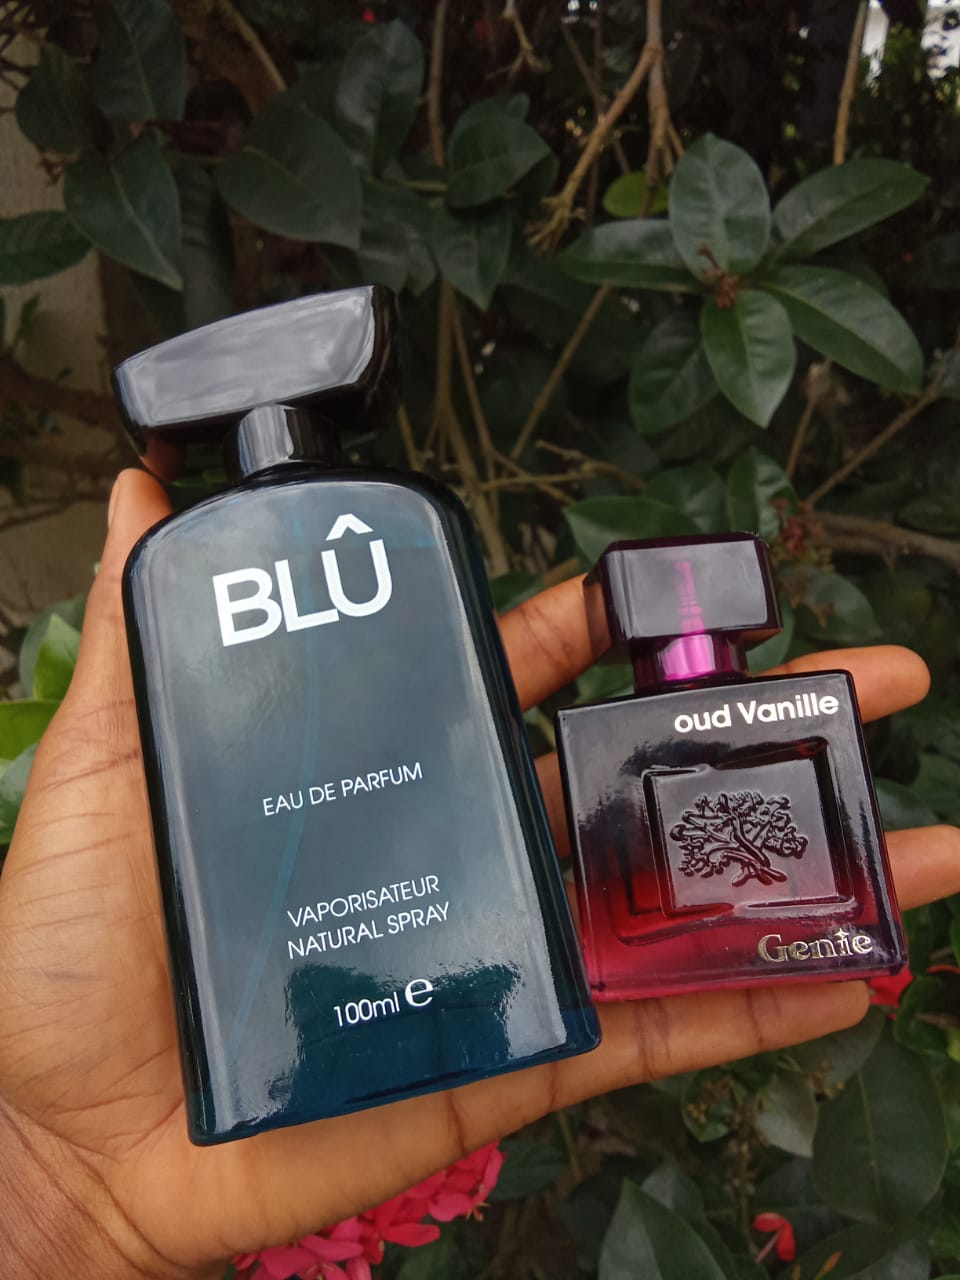 BLÛ
EAU DE PARFUM
VAPORISATEUR
NATURAL SPRAY
100ml ℮
oud Vanille
Genie